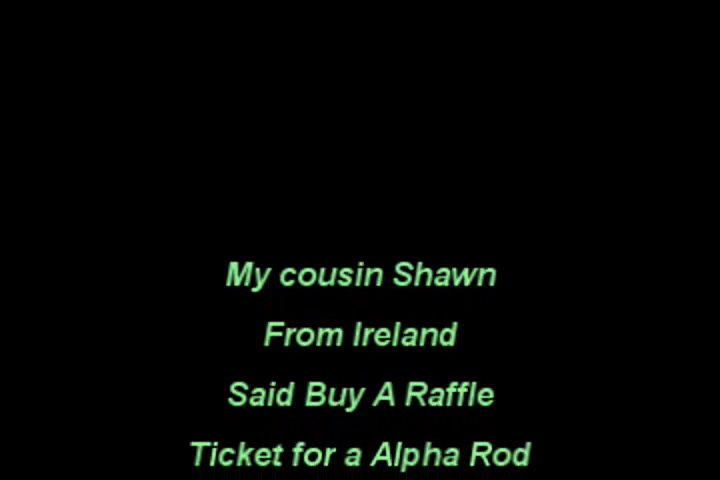 My cousin Shawn
From Ireland
Said Buy A Raffle
Ticket for a Alpha Rod